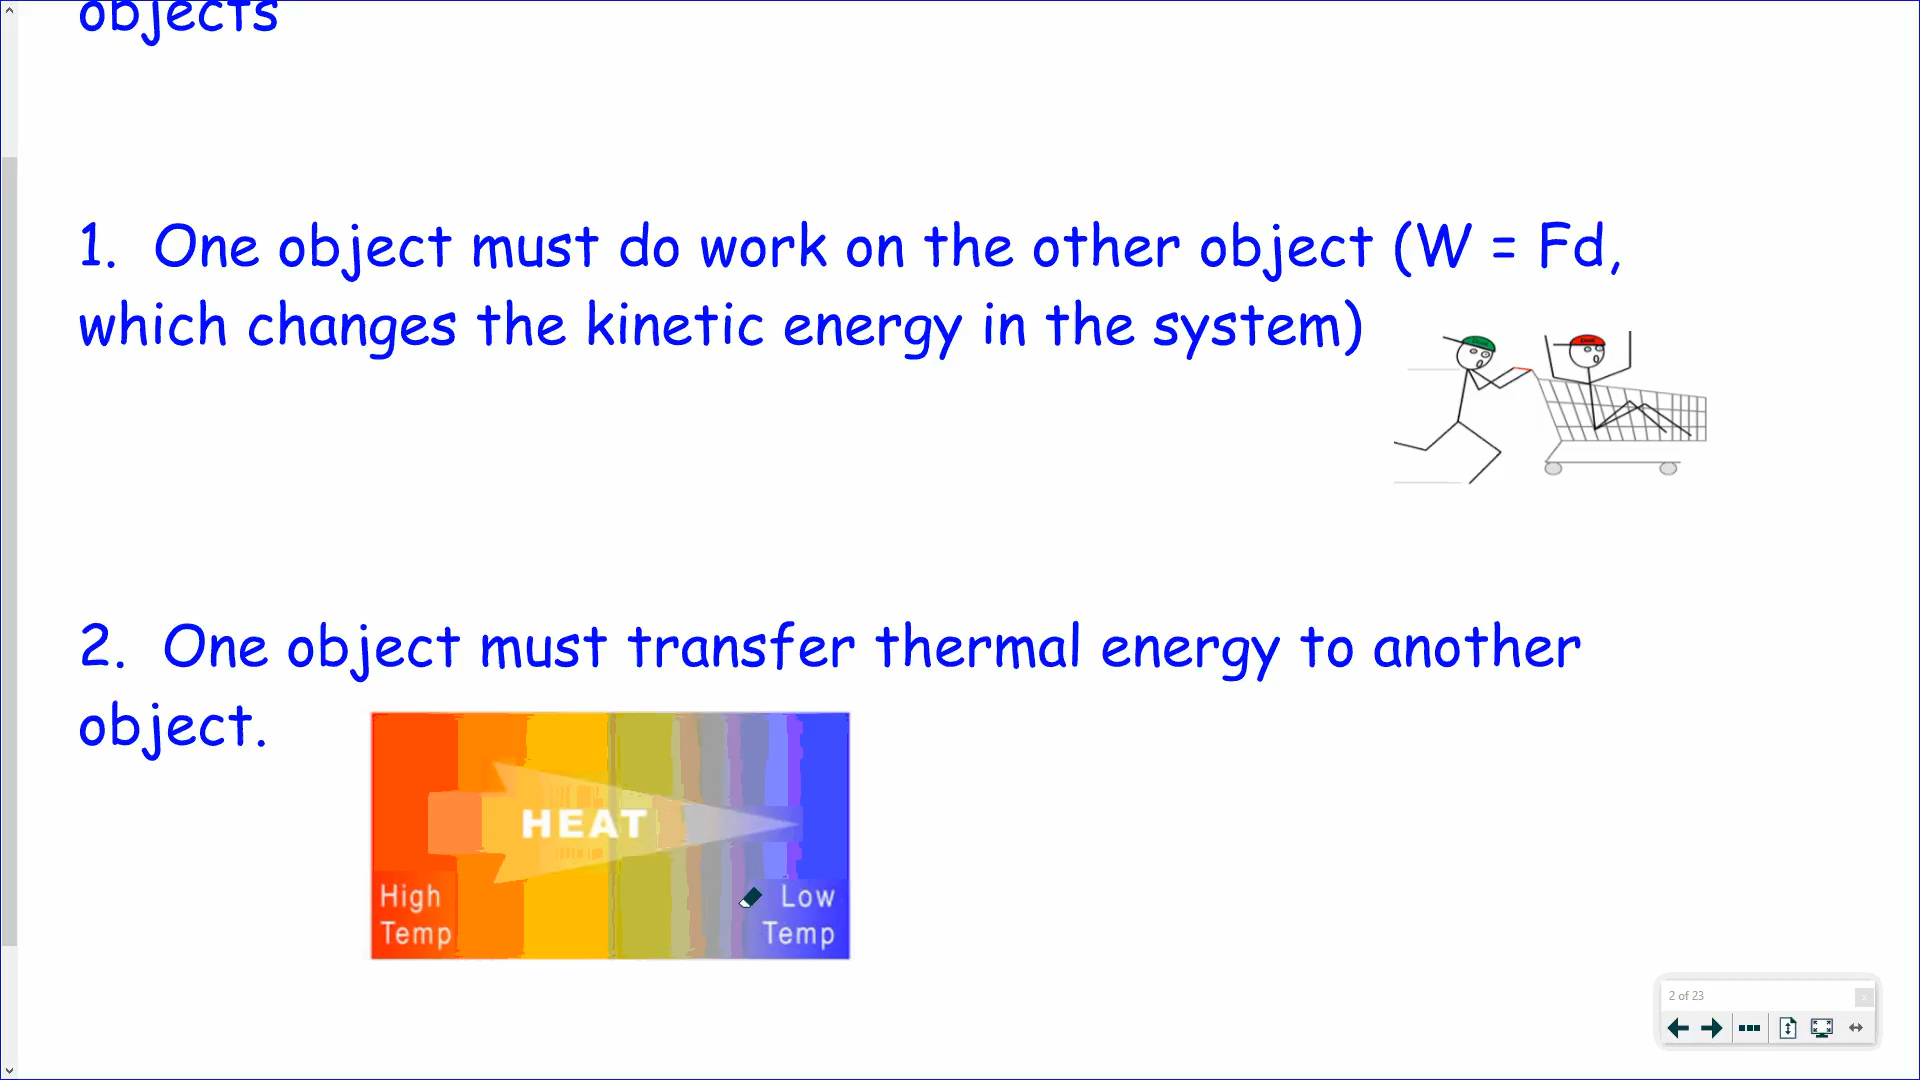 objects
1. One object must do work on the other object (W = Fd,
which changes the kinetic energy in the system)
2. One object must transfer thermal energy to another
object.
HEAT
High
Temp
Low
Temp
2 of 23